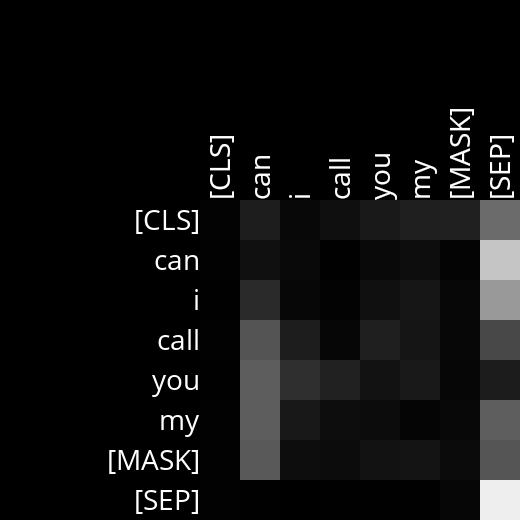 [CLS]
can
i
call
you
my
[MASK]
[SEP]
[CLS]
can
i
call
you
my
[MASK]
[SEP]